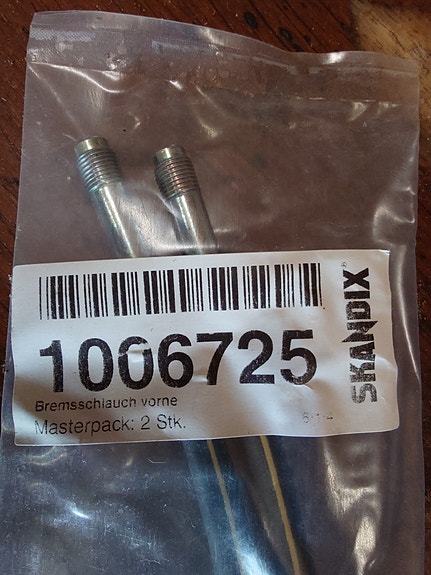 1006725
Bremsschlauch vorne
Masterpack: 2 Stk.
SKANDIX®